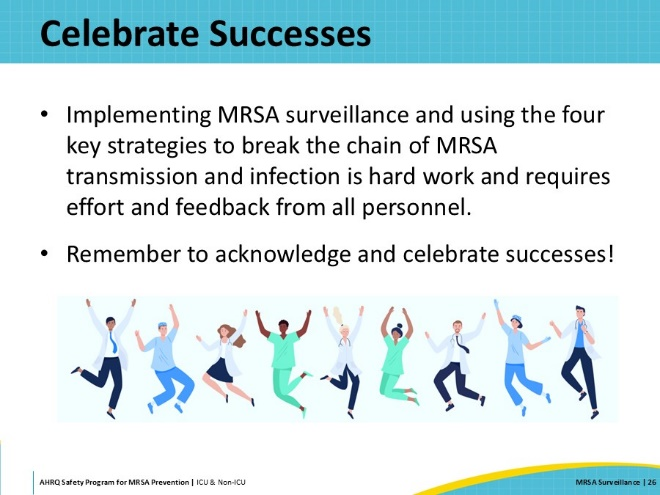 Celebrate Successes
• Implementing MRSA surveillance and using the four
key strategies to break the chain of MRSA
transmission and infection is hard work and requires
effort and feedback from all personnel.
• Remember to acknowledge and celebrate successes!
AHRQ Safety Program for MRSA Prevention | ICU & Non-ICU
MRSA Surveillance | 26